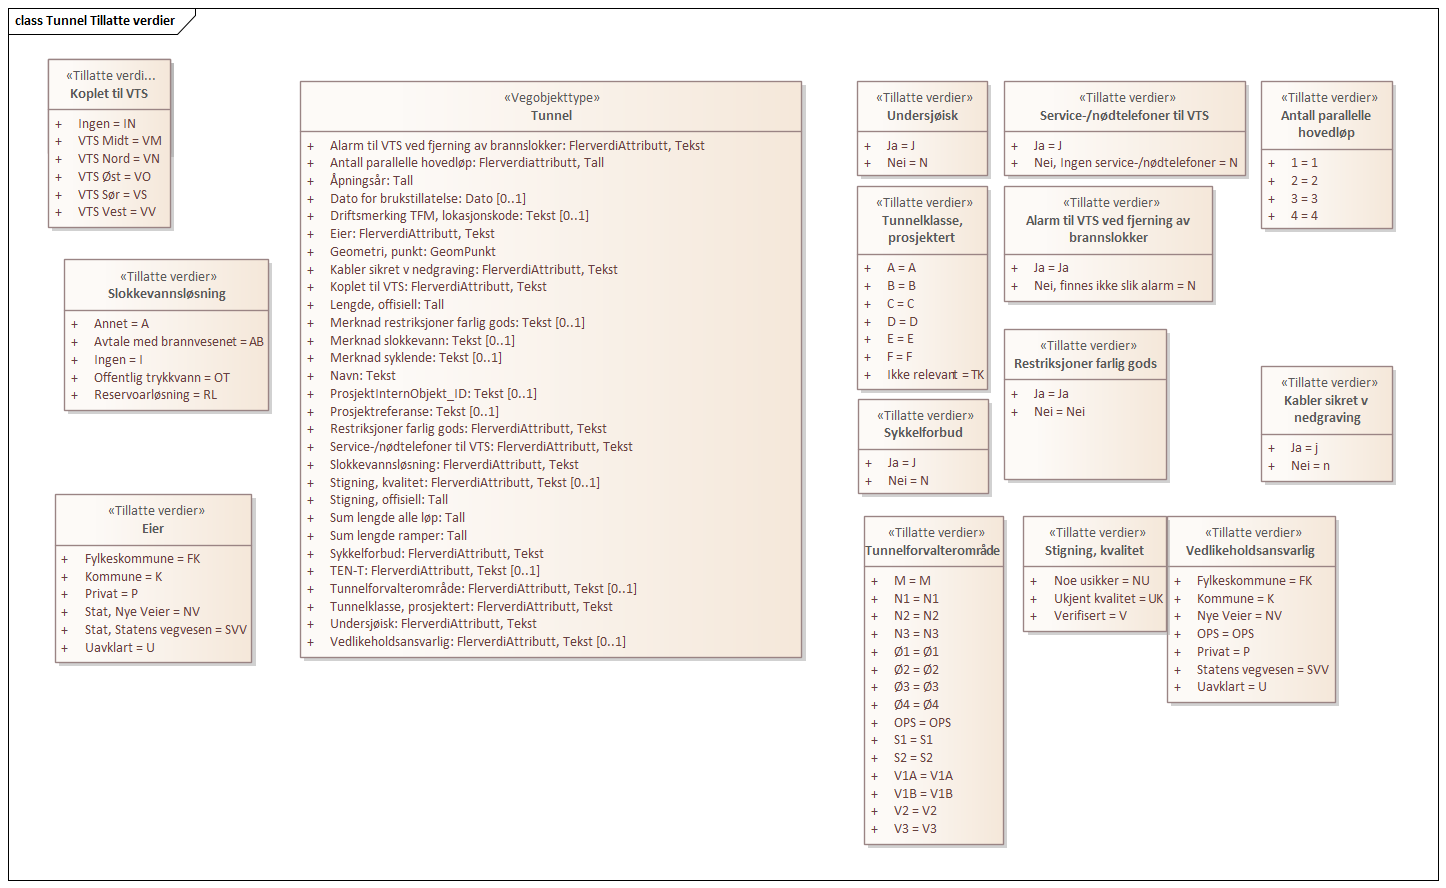 class Tunnel Tillatte verdier
«Tillatte verdi...
Koplet til VTS
+ Ingen = IN
+ VTS Midt = VM
+ VTS Nord = VN
+ VTS Øst = VO
+ VTS Sør = VS
+ VTS Vest = VV
«Tillatte verdier»
Slokkevannsløsning
+ Annet = A
+ Avtale med brannvesenet = AB
+ Ingen = I
+ Offentlig trykkvann = OT
+ Reservoarløsning = RL
«Tillatte verdier»
Eier
+ Fylkeskommune = FK
+ Kommune = K
+ Privat = P
+ Stat, Nye Veier = NV
+ Stat, Statens vegvesen = SVV
+ Uavklart = U
«Vegobjekttype»
Tunnel
+ Alarm til VTS ved fjerning av brannslokker: FlerverdiAttributt, Tekst
+ Antall parallelle hovedløp: Flerverdiattributt, Tall
+ Åpningsår: Tall
+ Dato for brukstillatelse: Dato [0..1]
+ Driftsmerking TFM, lokasjonskode: Tekst [0..1]
+ Eier: FlerverdiAttributt, Tekst
+ Geometri, punkt: GeomPunkt
+ Kabler sikret v nedgraving: FlerverdiAttributt, Tekst
+ Koplet til VTS: FlerverdiAttributt, Tekst
+ Lengde, offisiell: Tall
+ Merknad restriksjoner farlig gods: Tekst [0..1]
+ Merknad slokkevann: Tekst [0..1]
+ Merknad syklende: Tekst [0..1]
+ Navn: Tekst
+ ProsjektInternObjekt_ID: Tekst [0..1]
+ Prosjektreferanse: Tekst [0..1]
+ Restriksjoner farlig gods: FlerverdiAttributt, Tekst
+ Service-/nødtelefoner til VTS: FlerverdiAttributt, Tekst
+ Slokkevannsløsning: FlerverdiAttributt, Tekst
+ Stigning, kvalitet: FlerverdiAttributt, Tekst [0..1]
+ Stigning, offisiell: Tall
+ Sum lengde alle løp: Tall
+ Sum lengde ramper: Tall
+ Sykkelforbud: FlerverdiAttributt, Tekst
+ TEN-T: FlerverdiAttributt, Tekst [0..1]
+ Tunnelforvalterområde: FlerverdiAttributt, Tekst [0..1]
+ Tunnelklasse, prosjektert: FlerverdiAttributt, Tekst
+ Undersjøisk: FlerverdiAttributt, Tekst
+ Vedlikeholdsansvarlig: FlerverdiAttributt, Tekst [0..1]
«Tillatte verdier»
Undersjøisk
+ Ja = J
+ Nei = N
«Tillatte verdier»
Service-/nødtelefoner til VTS
+ Ja = J
+ Nei, Ingen service-/nødtelefoner = N
«Tillatte verdier»
Antall parallelle
hovedløp
+ 1 = 1
+ 2 = 2
+ 3 = 3
+ 4 = 4
«Tillatte verdier»
Tunnelklasse,
prosjektert
+ A = A
+ B = B
+ C = C
+ D = D
+ E = E
+ F = F
+ Ikke relevant = TK
«Tillatte verdier»
Alarm til VTS ved fjerning av
brannslokker
+ Ja = Ja
+ Nei, finnes ikke slik alarm = N
«Tillatte verdier»
Restriksjoner farlig gods
+ Ja = Ja
+ Nei = Nei
«Tillatte verdier»
Kabler sikret v
nedgraving
+ Ja = j
+ Nei = n
«Tillatte verdier»
Sykkelforbud
+ Ja = J
+ Nei = N
«Tillatte verdier»
Tunnelforvalterområde
+ M = M
+ N1 = N1
+ N2 = N2
+ N3 = N3
+ Ø1 = Ø1
+ Ø2 = Ø2
+ Ø3 = Ø3
+ Ø4 = Ø4
+ OPS = OPS
+ S1 = S1
+ S2 = S2
+ V1A = V1A
+ V1B = V1B
+ V2 = V2
+ V3 = V3
«Tillatte verdier»
Stigning, kvalitet
+ Noe usikker = NU
+ Ukjent kvalitet = UK
+ Verifisert = V
«Tillatte verdier»
Vedlikeholdsansvarlig
+ Fylkeskommune = FK
+ Kommune = K
+ Nye Veier = NV
+ OPS = OPS
+ Privat = P
+ Statens vegvesen = SVV
+ Uavklart = U